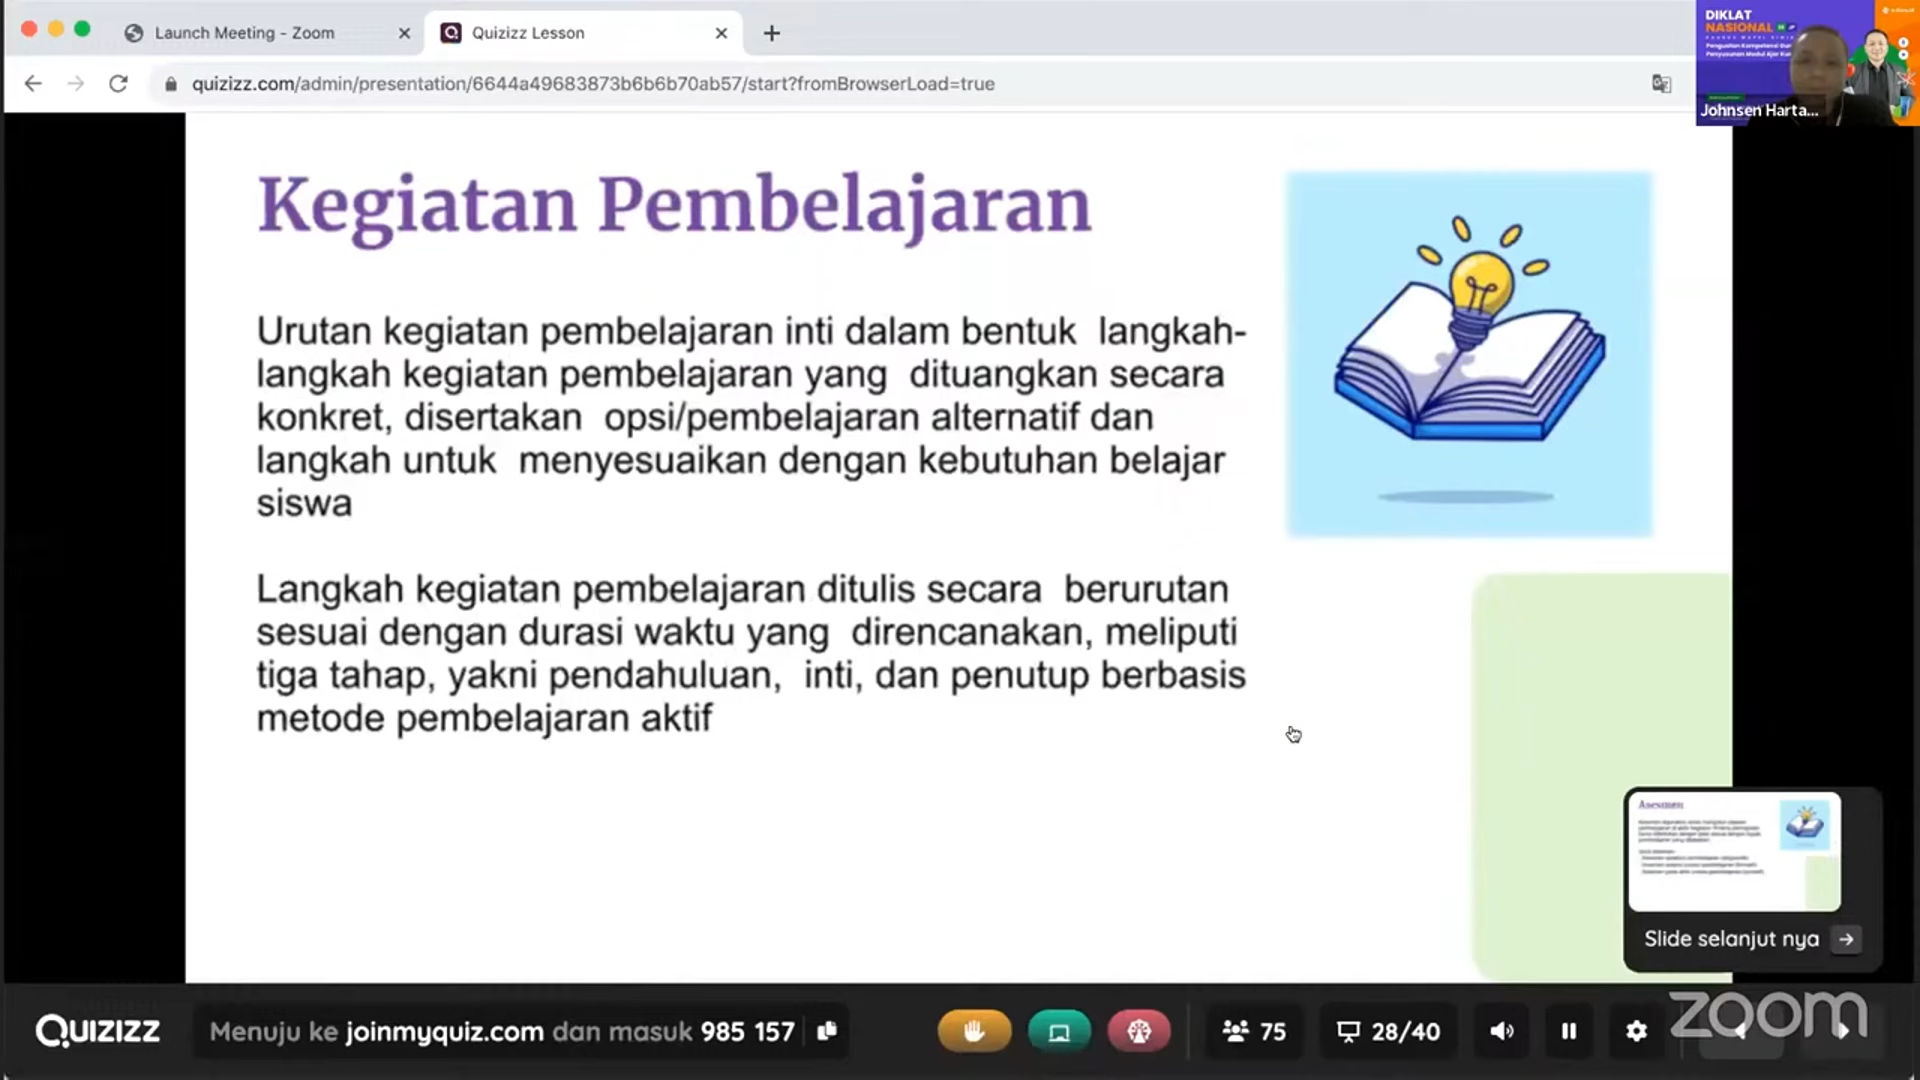 Launch Meeting - Zoom
Quizizz Lesson
quizizz.com/admin/presentation/6644a49683873b6b6b70ab57/start?fromBrowserLoad=true
DIKLAT
NASIONAL
Johnsen Harta...
Kegiatan Pembelajaran
Urutan kegiatan pembelajaran inti dalam bentuk langkah-
langkah kegiatan pembelajaran yang dituangkan secara
konkret, disertakan opsi/pembelajaran alternatif dan
langkah untuk menyesuaikan dengan kebutuhan belajar
siswa
Langkah kegiatan pembelajaran ditulis secara berurutan
sesuai dengan durasi waktu yang direncanakan, meliputi
tiga tahap, yakni pendahuluan, inti, dan penutup berbasis
metode pembelajaran aktif
Asesmen
Slide selanjut nya
QUIZIZZ
Menuju ke joinmyquiz.com dan masuk 985 157
75
28/40
zoom